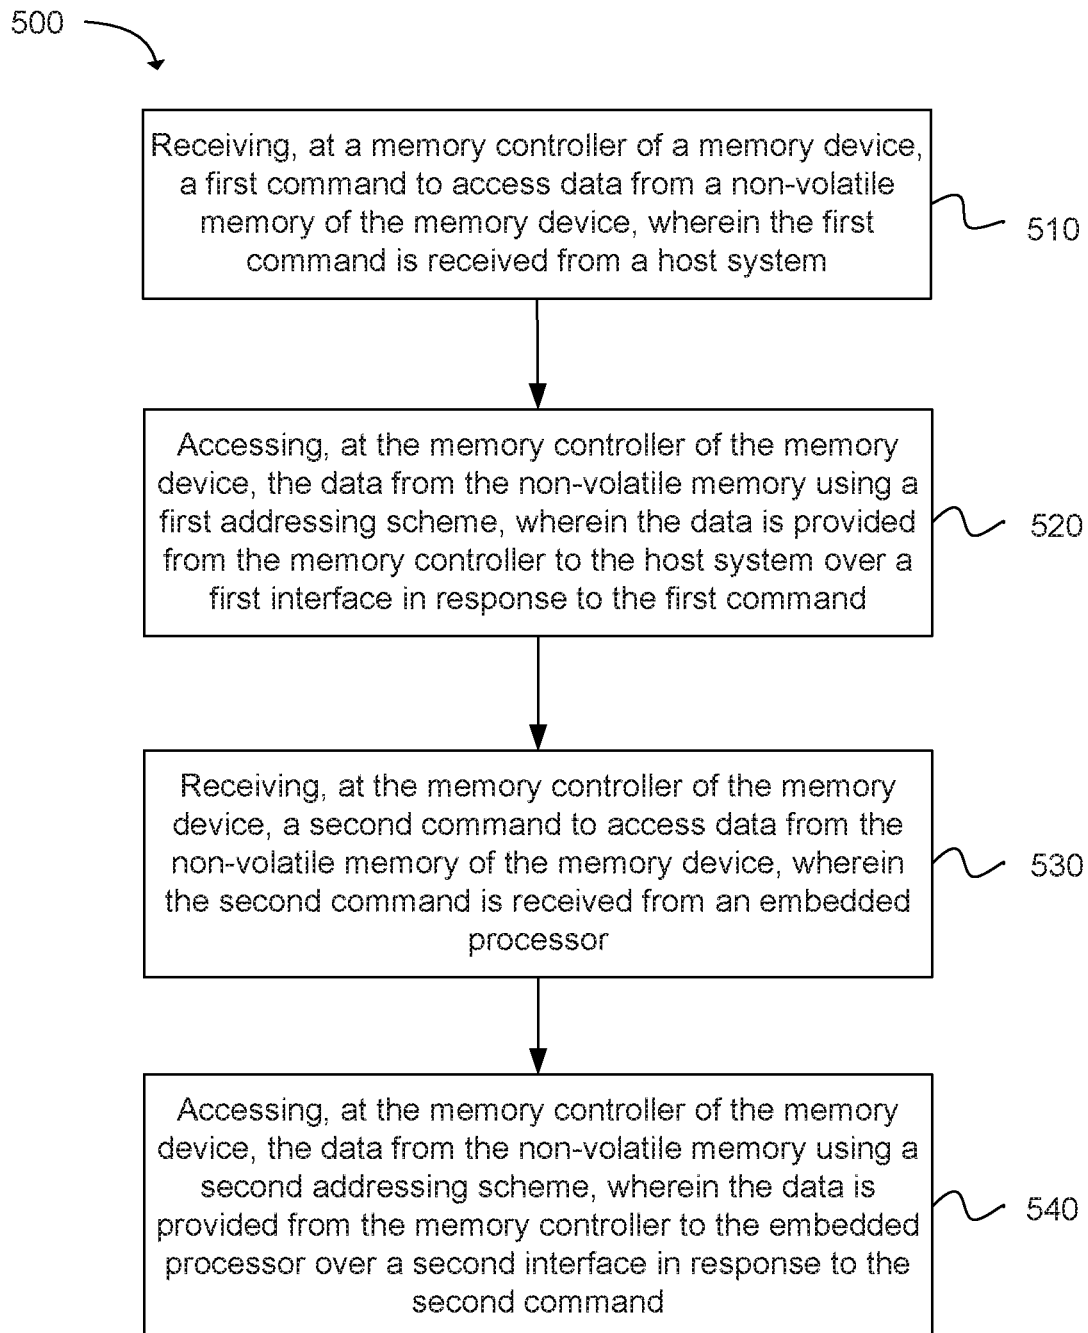 500
Receiving, at a memory controller of a memory device,
a first command to access data from a non-volatile
memory of the memory device, wherein the first
command is received from a host system
510
Accessing, at the memory controller of the memory
device, the data from the non-volatile memory using a
first addressing scheme, wherein the data is provided
from the memory controller to the host system over a
first interface in response to the first command
520
Receiving, at the memory controller of the memory
device, a second command to access data from the
non-volatile memory of the memory device, wherein
the second command is received from an embedded
processor
530
Accessing, at the memory controller of the memory
device, the data from the non-volatile memory using a
second addressing scheme, wherein the data is
provided from the memory controller to the embedded
processor over a second interface in response to the
second command
540